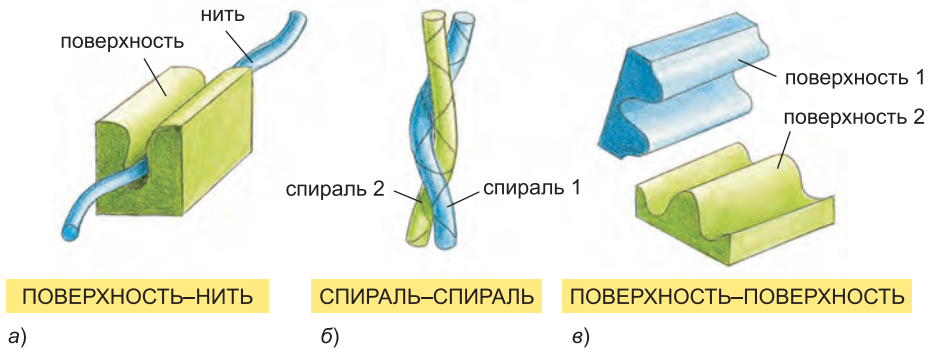 нить
поверхность
поверхность 1
поверхность 2
спираль 2
спираль 1
ПОВЕРХНОСТЬ–НИТЬ
СПИРАЛЬ–СПИРАЛЬ
ПОВЕРХНОСТЬ–ПОВЕРХНОСТЬ
а)
б)
в)